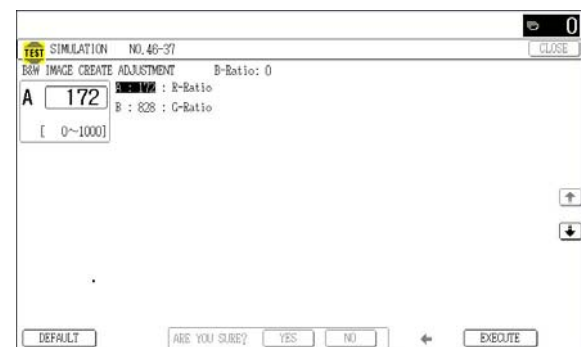 0
TEST SIMULATION NO.46-37 CLOSE
B&W IMAGE CREATE ADJUSTMENT B-Ratio: 0
A 172 A : 172 : R-Ratio
B : 828 : G-Ratio
[ 0~1000]
DEFAULT ARE YOU SURE? YES NO EXECUTE